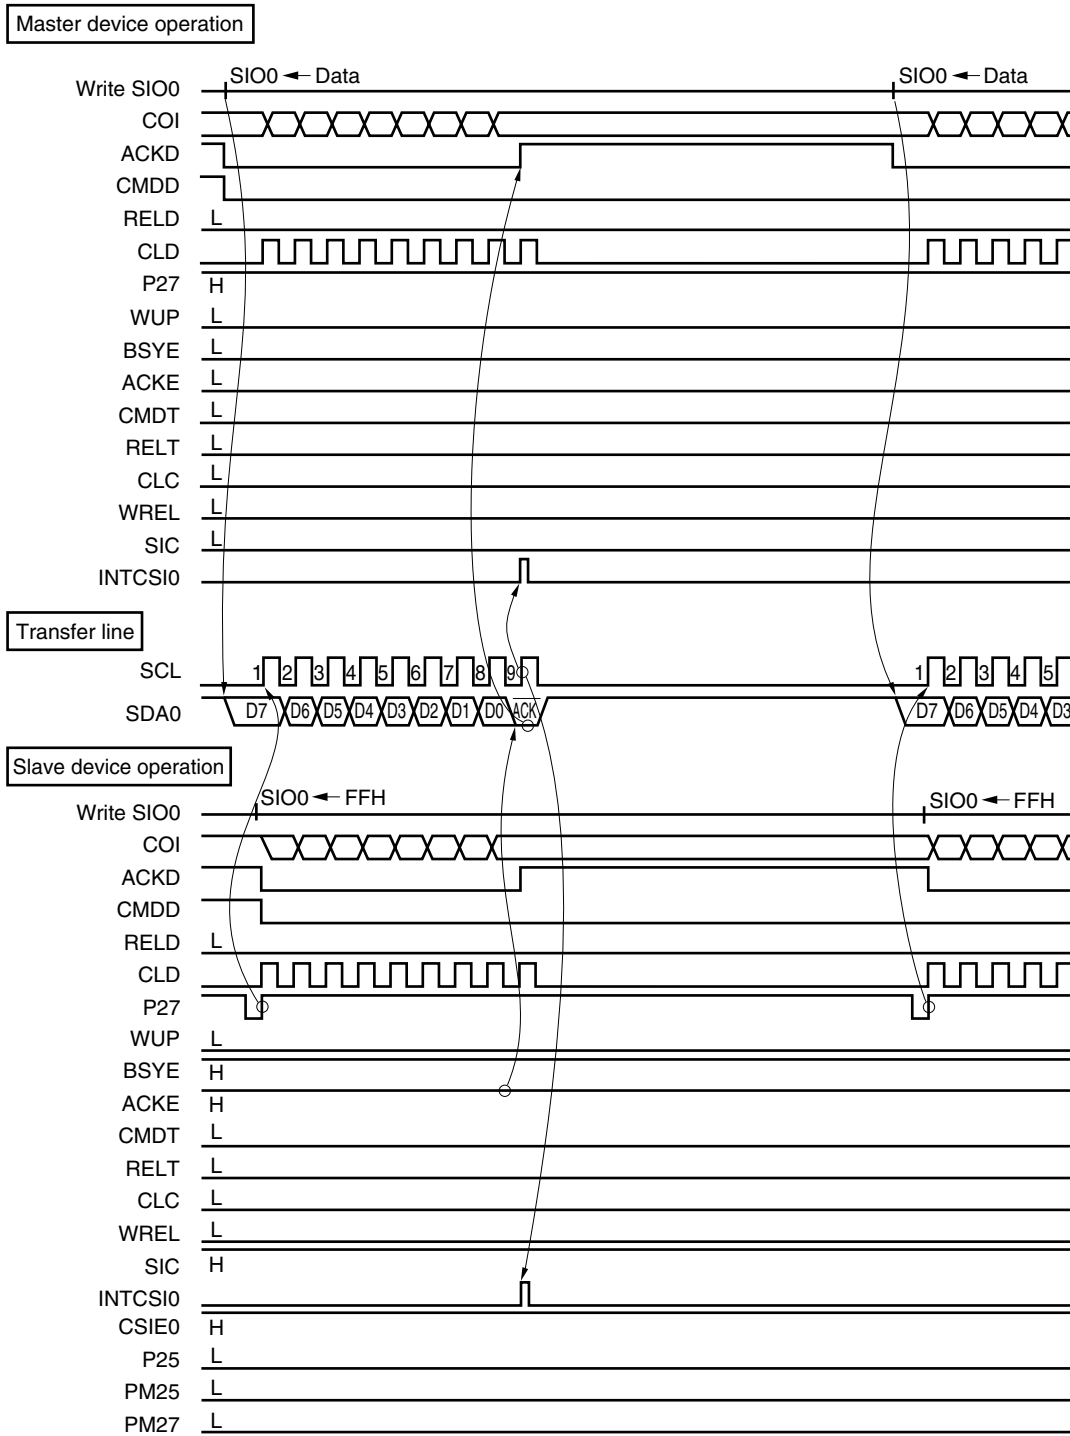 Master device operation
Write SIO0 SIO0 ← Data SIO0 ← Data
COI
ACKD
CMDD
RELD L
CLD
P27 H
WUP L
BSYE L
ACKE L
CMDT L
RELT L
CLC L
WREL L
SIC L
INTCSI0
Transfer line
SCL 1 2 3 4 5 6 7 8 9 1 2 3 4 5
SDA0 D7 D6 D5 D4 D3 D2 D1 D0 ACK D7 D6 D5 D4 D3
Slave device operation
Write SIO0 SIO0 ← FFH SIO0 ← FFH
COI
ACKD
CMDD
RELD L
CLD
P27
WUP L
BSYE H
ACKE H
CMDT L
RELT L
CLC L
WREL L
SIC H
INTCSI0
CSIE0 H
P25 L
PM25 L
PM27 L